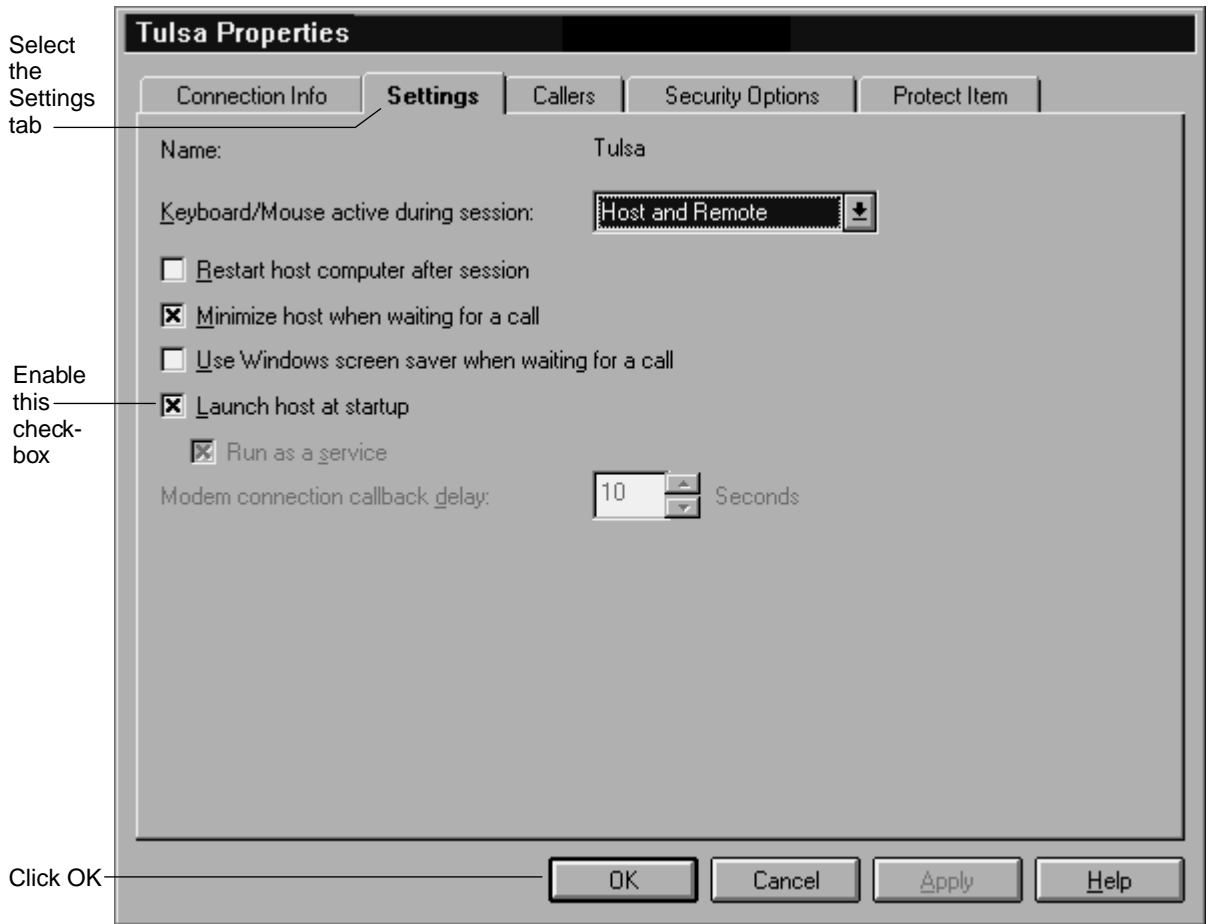 Tulsa Properties
Select
the
Settings
tab
Connection Info
Settings
Callers
Security Options
Protect Item
Name:
Tulsa
Keyboard/Mouse active during session:
Host and Remote
Restart host computer after session
Minimize host when waiting for a call
Use Windows screen saver when waiting for a call
Enable
this
check-
box
Launch host at startup
Run as a service
Modem connection callback delay:
10
Seconds
Click OK
OK
Cancel
Apply
Help